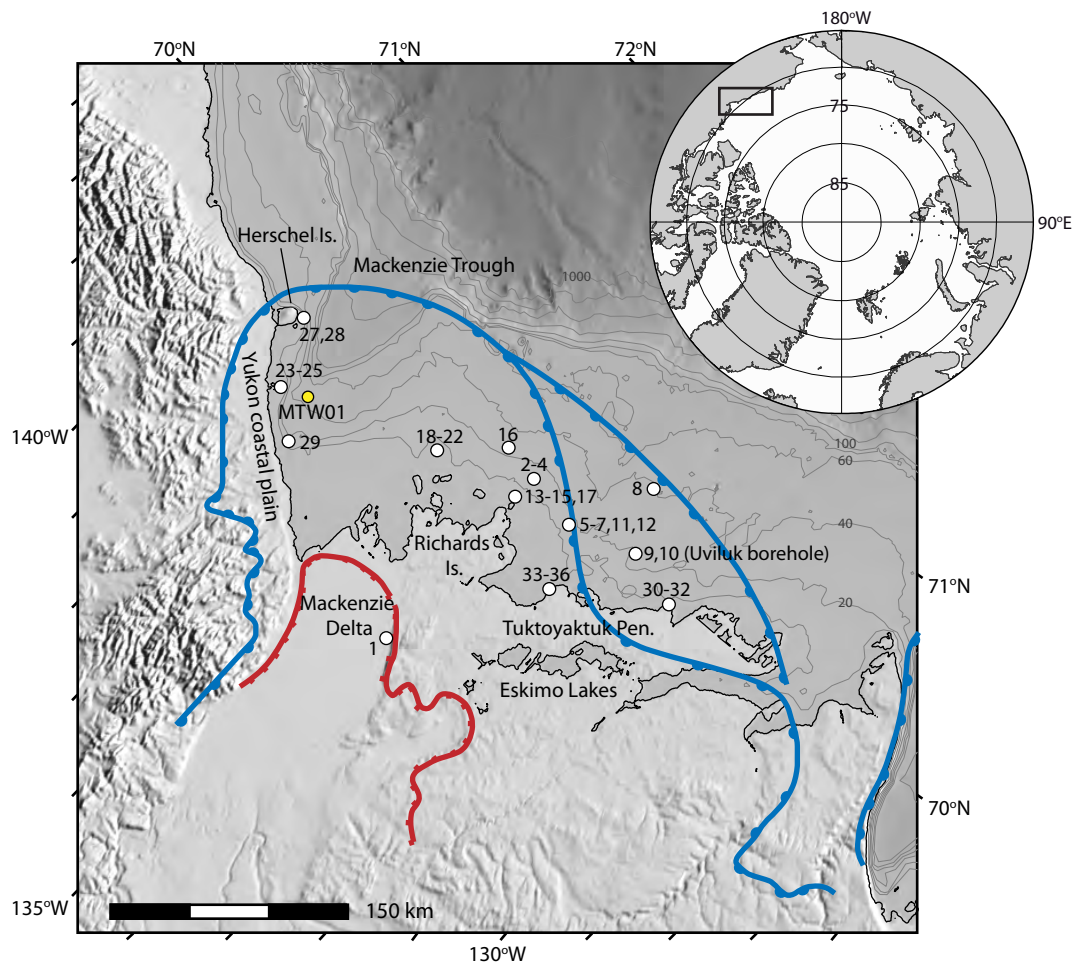 180°W
70°N
71°N
72°N
75
85
90°E
Herschel Is.
Mackenzie Trough
1000
27,28
23-25
MTW01
Yukon coastal plain
140°W
29
18-22
16
100
60
2-4
8
13-15,17
40
5-7,11,12
Richards
Is.
9,10 (Uviluk borehole)
33-36
30-32
71°N
20
Mackenzie
Delta
1
Tuktoyaktuk Pen.
Eskimo Lakes
70°N
135°W
150 km
130°W